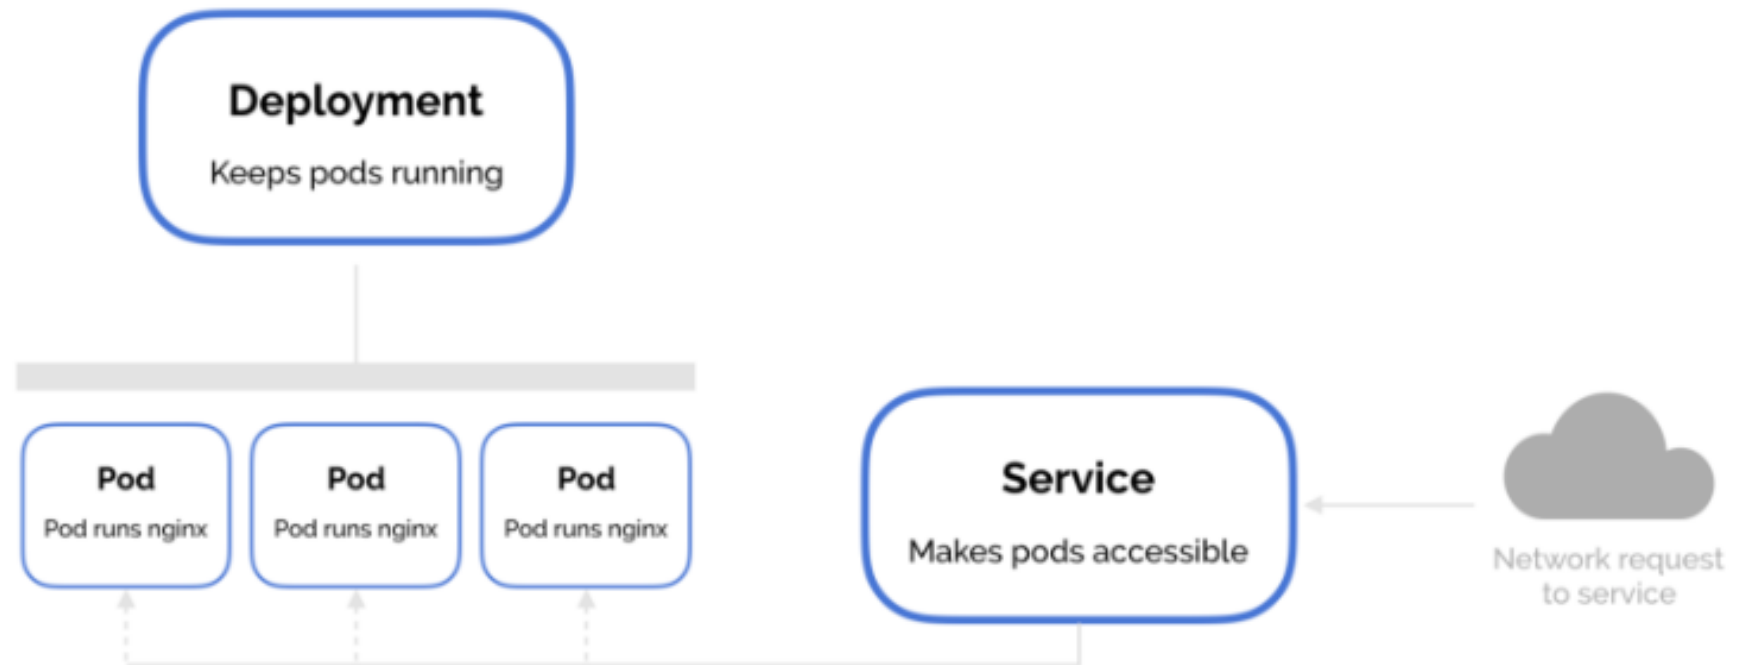 Deployment
Keeps pods running
Pod
Pod runs nginx
Pod
Pod runs nginx
Pod
Pod runs nginx
Service
Makes pods accessible
Network request
to service